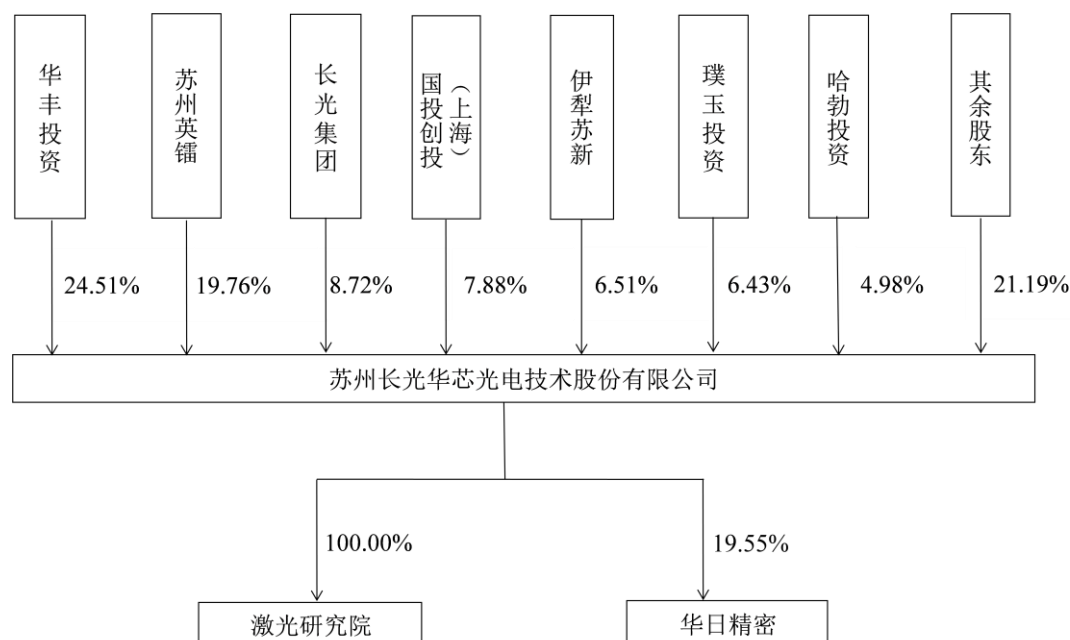 华丰投资
苏州英镭
长光集团
国投创投
（上海）
伊犁苏新
璞玉投资
哈勃投资
其余股东
24.51%
19.76%
8.72%
7.88%
6.51%
6.43%
4.98%
21.19%
苏州长光华芯光电技术股份有限公司
100.00%
19.55%
激光研究院
华日精密